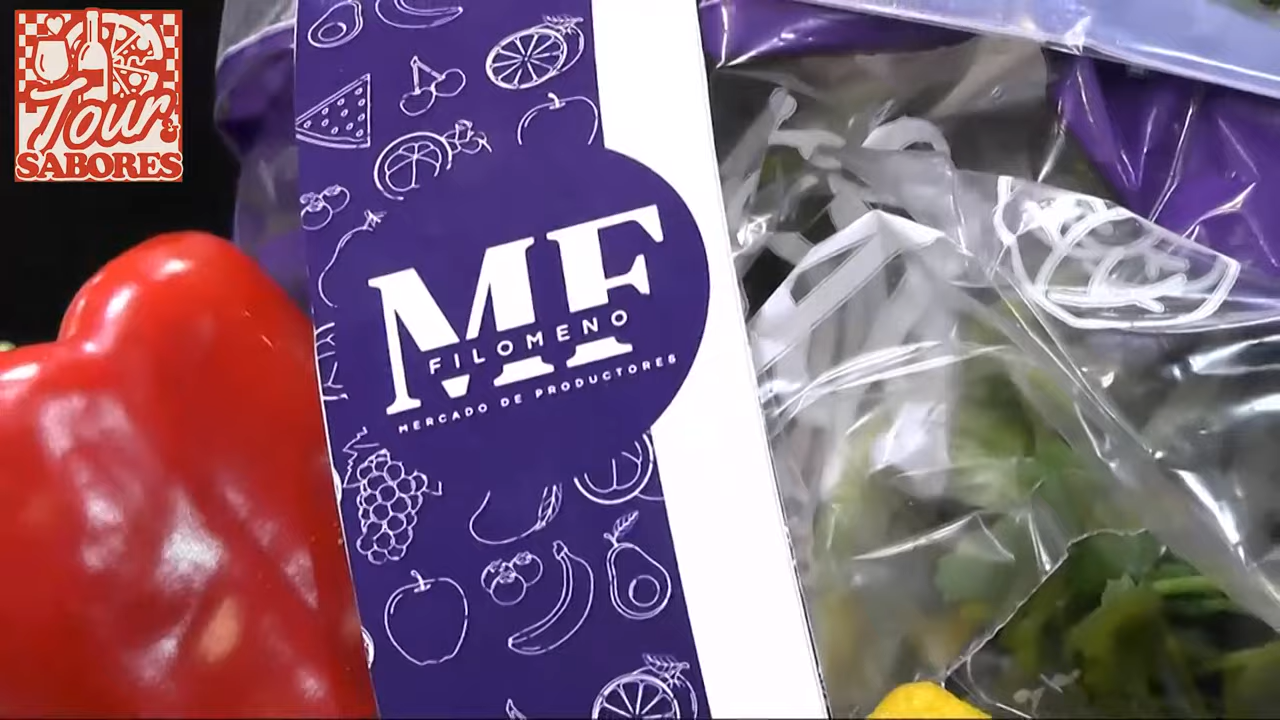 Tour &
SABORES
MF
FILOMENO
MERCADO DE PRODUCTORES